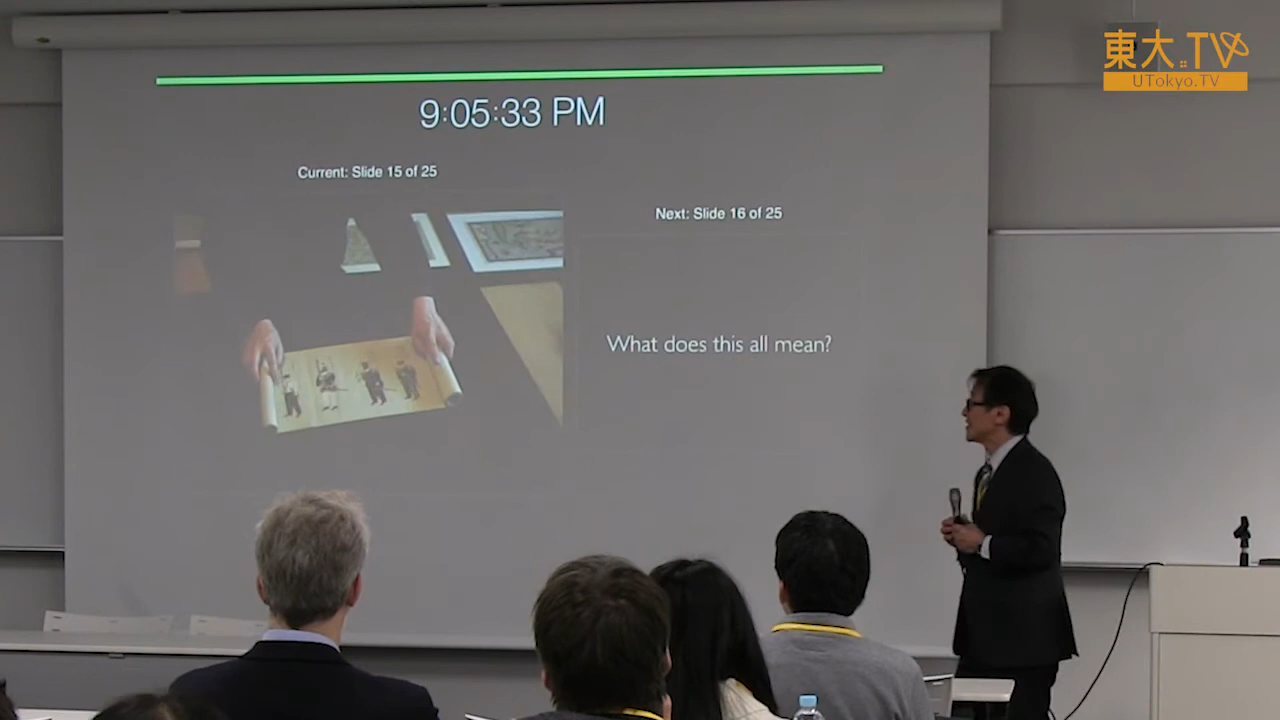 東大.TV
UTokyo.TV
9:05:33 PM
Current: Slide 15 of 25
Next: Slide 16 of 25
What does this all mean?